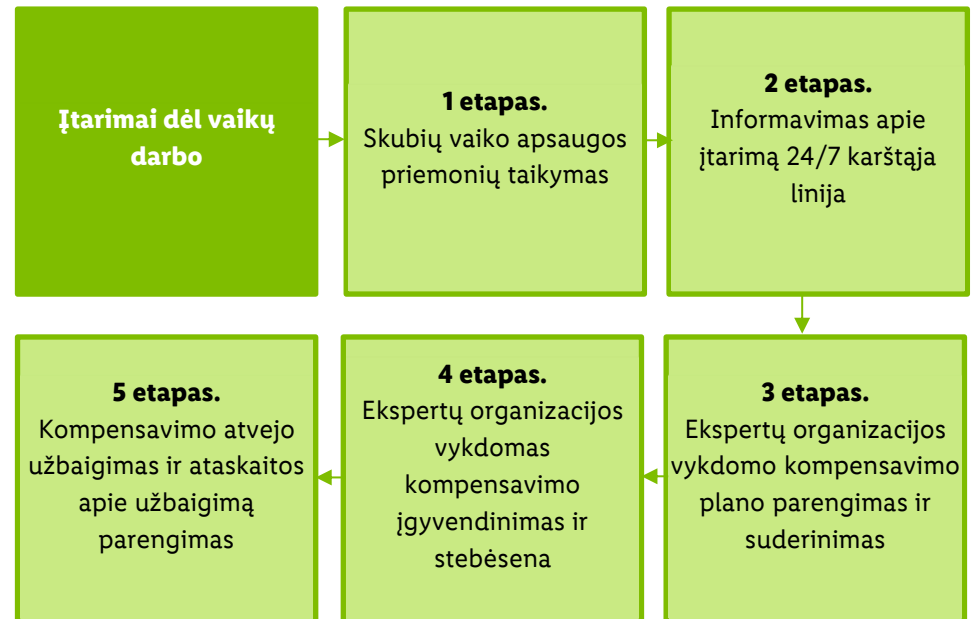 Įtarimai dėl vaikų
darbo
1 etapas.
Skubių vaiko apsaugos
priemonių taikymas
2 etapas.
Informavimas apie
įtarimą 24/7 karštąja
linija
3 etapas.
Ekspertų organizacijos
vykdomo kompensavimo
plano parengimas ir
suderinimas
4 etapas.
Ekspertų organizacijos
vykdomas
kompensavimo
įgyvendinimas ir
stebėsena
5 etapas.
Kompensavimo atvejo
užbaigimas ir ataskaitos
apie užbaigimą
parengimas